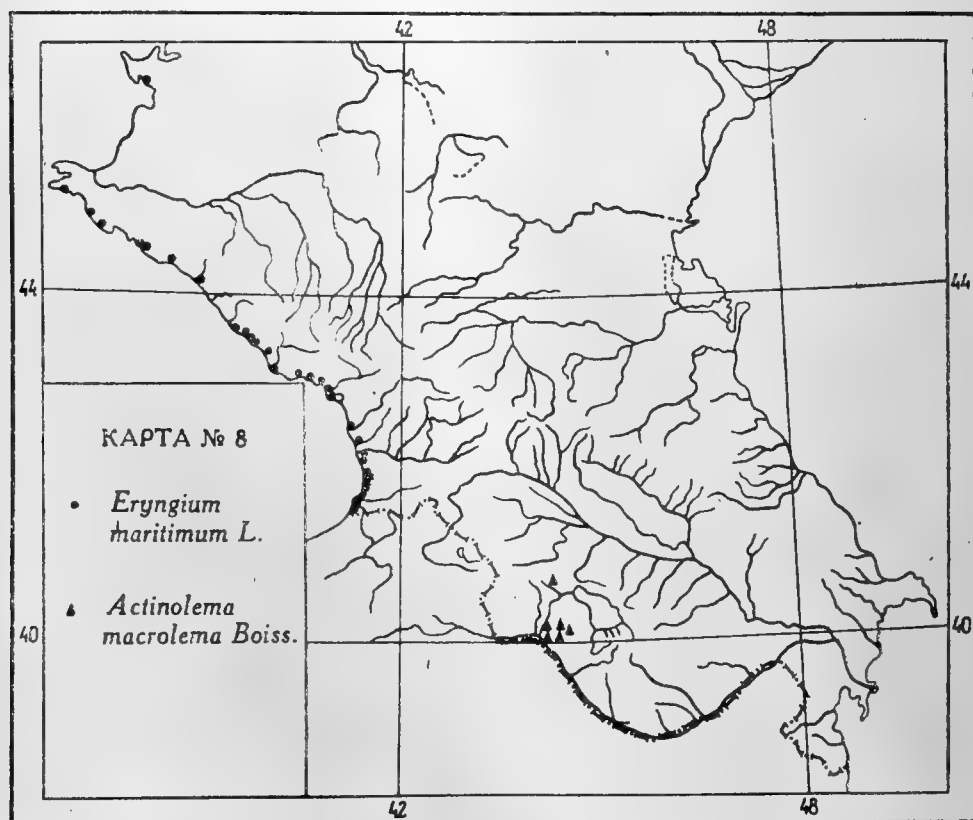 42 48
44 44
КАРТА № 8
Eryngium
maritimum L.
Actinolema
macrolema Boiss.
40 40
42 48